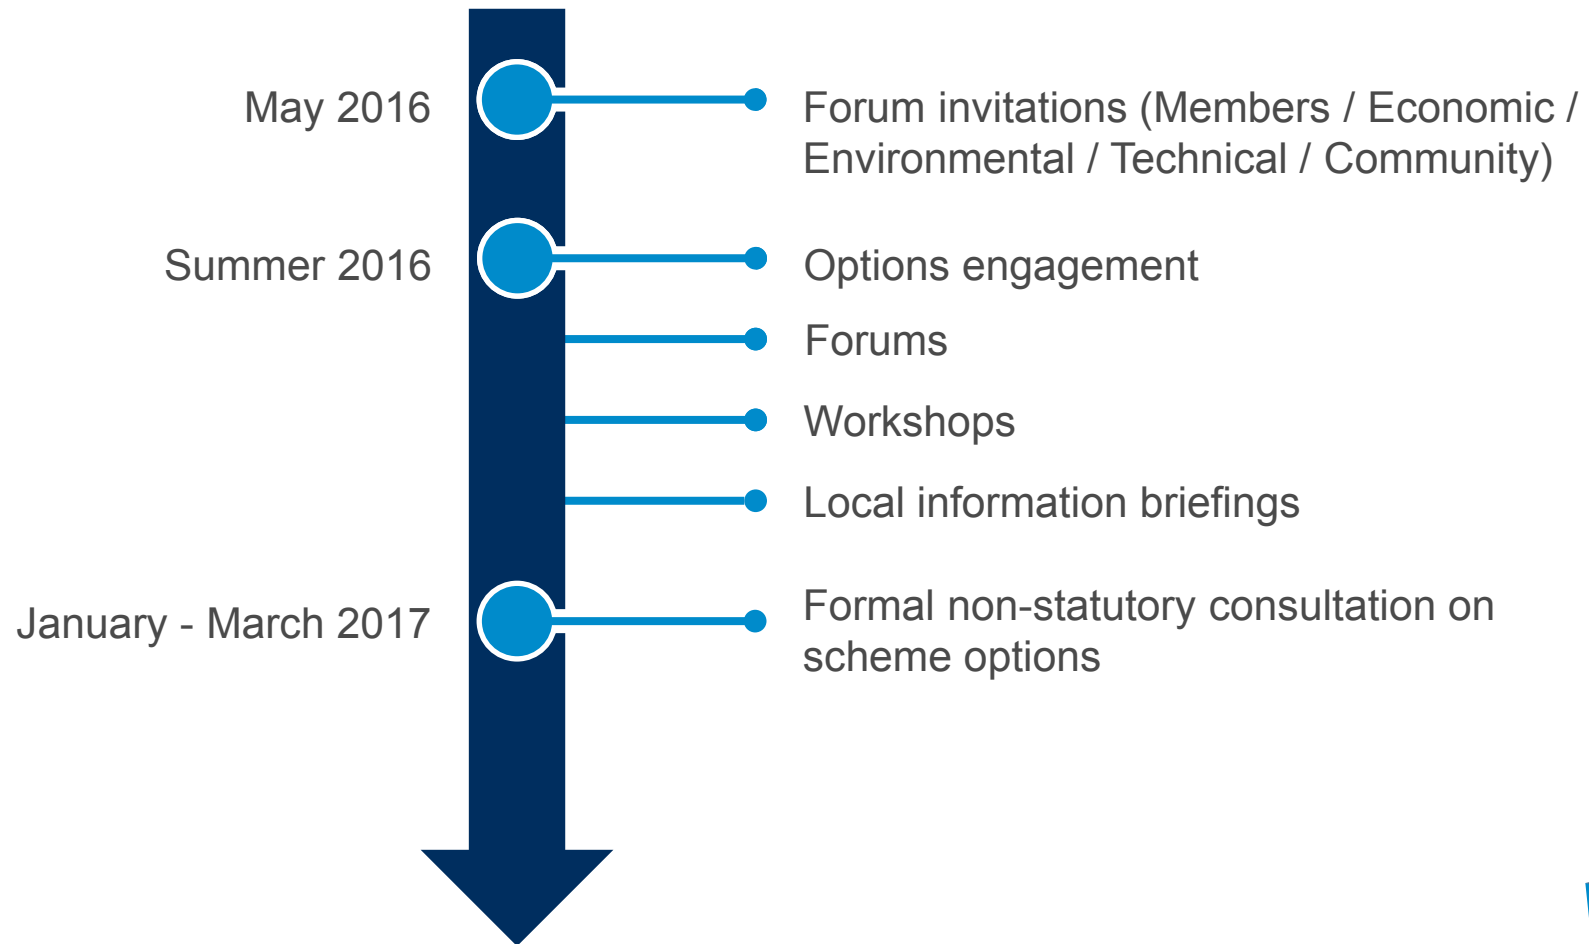 May 2016
Forum invitations (Members / Economic /
Environmental / Technical / Community)
Summer 2016
Options engagement
Forums
Workshops
Local information briefings
January - March 2017
Formal non-statutory consultation on
scheme options